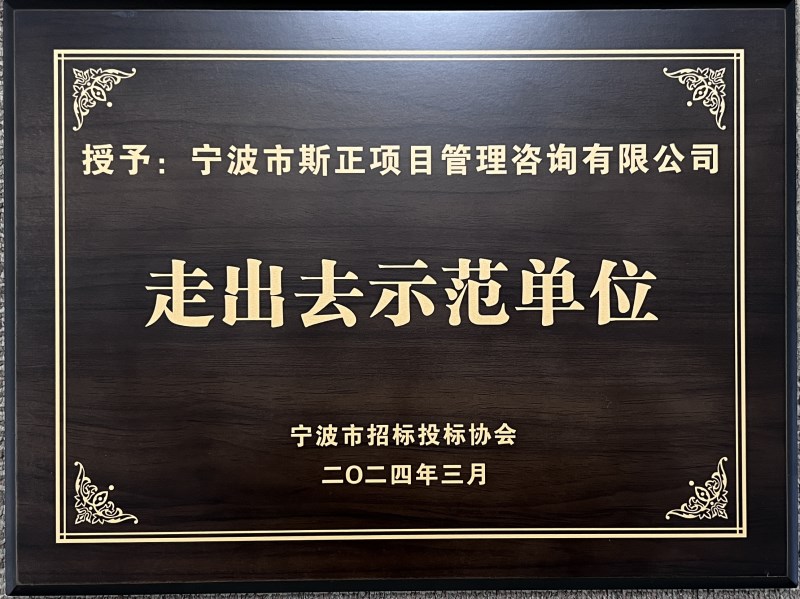 授予：宁波市斯正项目管理咨询有限公司
走出去示范单位
宁波市招标投标协会
二〇二四年三月